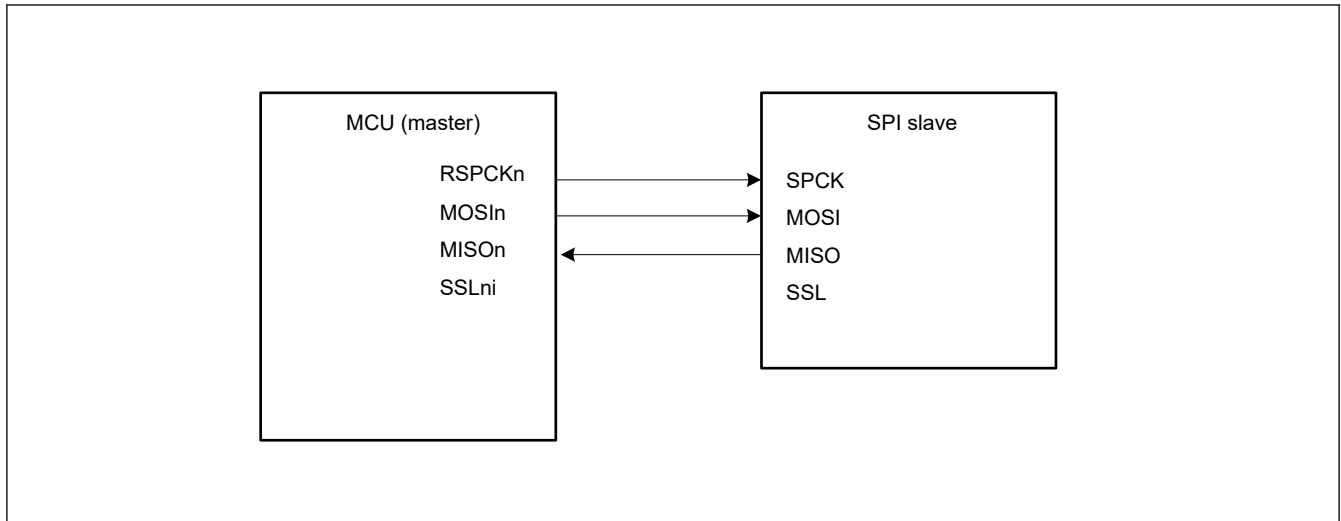 MCU (master)
RSPCKn
MOSIn
MISOn
SSLni
SPI slave
SPCK
MOSI
MISO
SSL